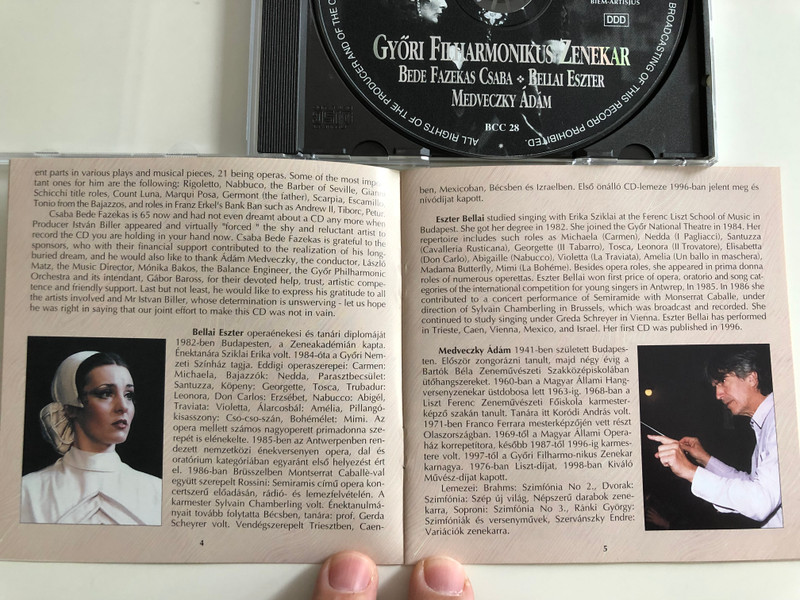 BIEM-ARTISJUS
DDD
GYŐRI FILHARMONIKUS ZENEKAR
BEDE FAZEKAS CSABA ❖ BELLAI ESZTER
MEDVECZKY ÁDÁM
BCC 28
ALL RIGHTS OF THE PRODUCER AND OF THE
BROADCASTING OF THIS RECORD PROHIBITED.
ent parts in various plays and musical pieces, 21 being operas. Some of the most impor-
tant ones for him are the following: Rigoletto, Nabbuco, the Barber of Seville, Gianni
Schicchi title roles, Count Luna, Marqui Posa, Germont (the father), Scarpia, Escamillo,
Tonio from the Bajazzos, and roles in Franz Erkel's Bank Ban such as Andrew II, Tiborc, Petur.
Csaba Bede Fazekas is 65 now and had not even dreamt about a CD any more when
Producer István Biller appeared and virtually "forced " the shy and reluctant artist to
record the CD you are holding in your hand now. Csaba Bede Fazekas is grateful to the
sponsors, who with their financial support contributed to the realization of his long-
buried dream, and he would also like to thank Ádám Medveczky, the conductor, László
Matz, the Music Director, Mónika Bakos, the Balance Engineer, the Győr Philharmonic
Orchestra and its intendant, Gábor Baross, for their devoted help, trust, artistic compe-
tence and friendly support. Last but not least, he would like to express his gratitude to all
the artists involved and Mr Istvan Biller, whose determination is unswerving - let us hope
he was right in saying that our joint effort to make this CD was not in vain.
Bellai Eszter operaénekesi és tanári diplomáját
1982-ben Budapesten, a Zeneakadémián kapta.
Énektanára Sziklai Erika volt. 1984-óta a Győri Nem-
zeti Színház tagja. Eddigi operaszerepei: Carmen:
Michaela, Bajazzók: Nedda, Parasztbecsület:
Santuzza, Köpeny: Georgette, Tosca, Trubadur:
Leonora, Don Carlos: Erzsébet, Nabucco: Abigél,
Traviata: Violetta, Álarcosbál: Amélia, Pillangó-
kisasszony: Cso-cso-szán, Bohémélet: Mimi. Az
opera mellett számos nagyoperett primadonna sze-
repét is elénekelte. 1985-ben az Antwerpenben ren-
dezett nemzetközi énekversenyen opera, dal és
oratórium kategóriában egyaránt első helyezést ért
el. 1986-ban Brüsszelben Montserrat Caballè-val
együtt szerepelt Rossini: Semiramis című opera kon-
certszerű előadásán, rádió- és lemezfelvételén. A
karmester Sylvain Chamberling volt. Énektanulmá-
nyait tovább folytatta Bécsben, tanára: prof. Gerda
Scheyrer volt. Vendégszerepelt Triesztben, Caen-
4
ben, Mexicoban, Bécsben és Izraelben. Első önálló CD-lemeze 1996-ban jelent meg és
nívódíjat kapott.
Eszter Bellai studied singing with Erika Sziklai at the Ferenc Liszt School of Music in
Budapest. She got her degree in 1982. She joined the Győr National Theatre in 1984. Her
repertoire includes such roles as Michaela (Carmen), Nedda (I Pagliacci), Santuzza
(Cavalleria Rusticana), Georgette (II Tabarro), Tosca, Leonora (II Trovatore), Elisabetta
(Don Carlo), Abigaille (Nabucco), Violetta (La Traviata), Amelia (Un ballo in maschera),
Madama Butterfly, Mimi (La Bohéme). Besides opera roles, she appeared in prima donna
roles of numerous operettas. Eszter Bellai won first price of opera, oratorio and song cat-
egories of the international competition for young singers in Antwrep, in 1985. In 1986 she
contributed to a concert performance of Semiramide with Monserrat Caballe, under
direction of Sylvain Chamberling in Brussels, which was broadcast and recorded. She
continued to study singing under Greda Schreyer in Vienna. Eszter Bellai has performed
in Trieste, Caen, Vienna, Mexico, and Israel. Her first CD was published in 1996.
Medveczky Ádám 1941-ben született Budapes-
ten. Először zongorázni tanult, majd négy évig a
Bartók Béla Zeneművészeti Szakközépiskolában
ütőhangszereket. 1960-ban a Magyar Állami Hang-
versenyzenekar üstdobosa lett 1963-ig. 1968-ban a
Liszt Ferenc Zeneművészeti Főiskola karmester-
képző szakán tanult. Tanára itt Koródi András volt.
1971-ben Franco Ferrara mesterképzőjén vett részt
Olaszországban. 1969-től a Magyar Állami Opera-
ház korrepetitora, később 1987-től 1996-ig karmes-
tere volt. 1997-től a Győri Filharmo-nikus Zenekar
karnagya. 1976-ban Liszt-díjat, 1998-ban Kiváló
Művész-díjat kapott.
Lemezei: Brahms: Szimfónia No 2., Dvorak:
Szimfónia: Szép új világ, Népszerű darabok zene-
karra, Soproni: Szimfónia No 3., Ránki György:
Szimfóniák és versenyművek, Szervánszky Endre:
Variációk zenekarra.
5